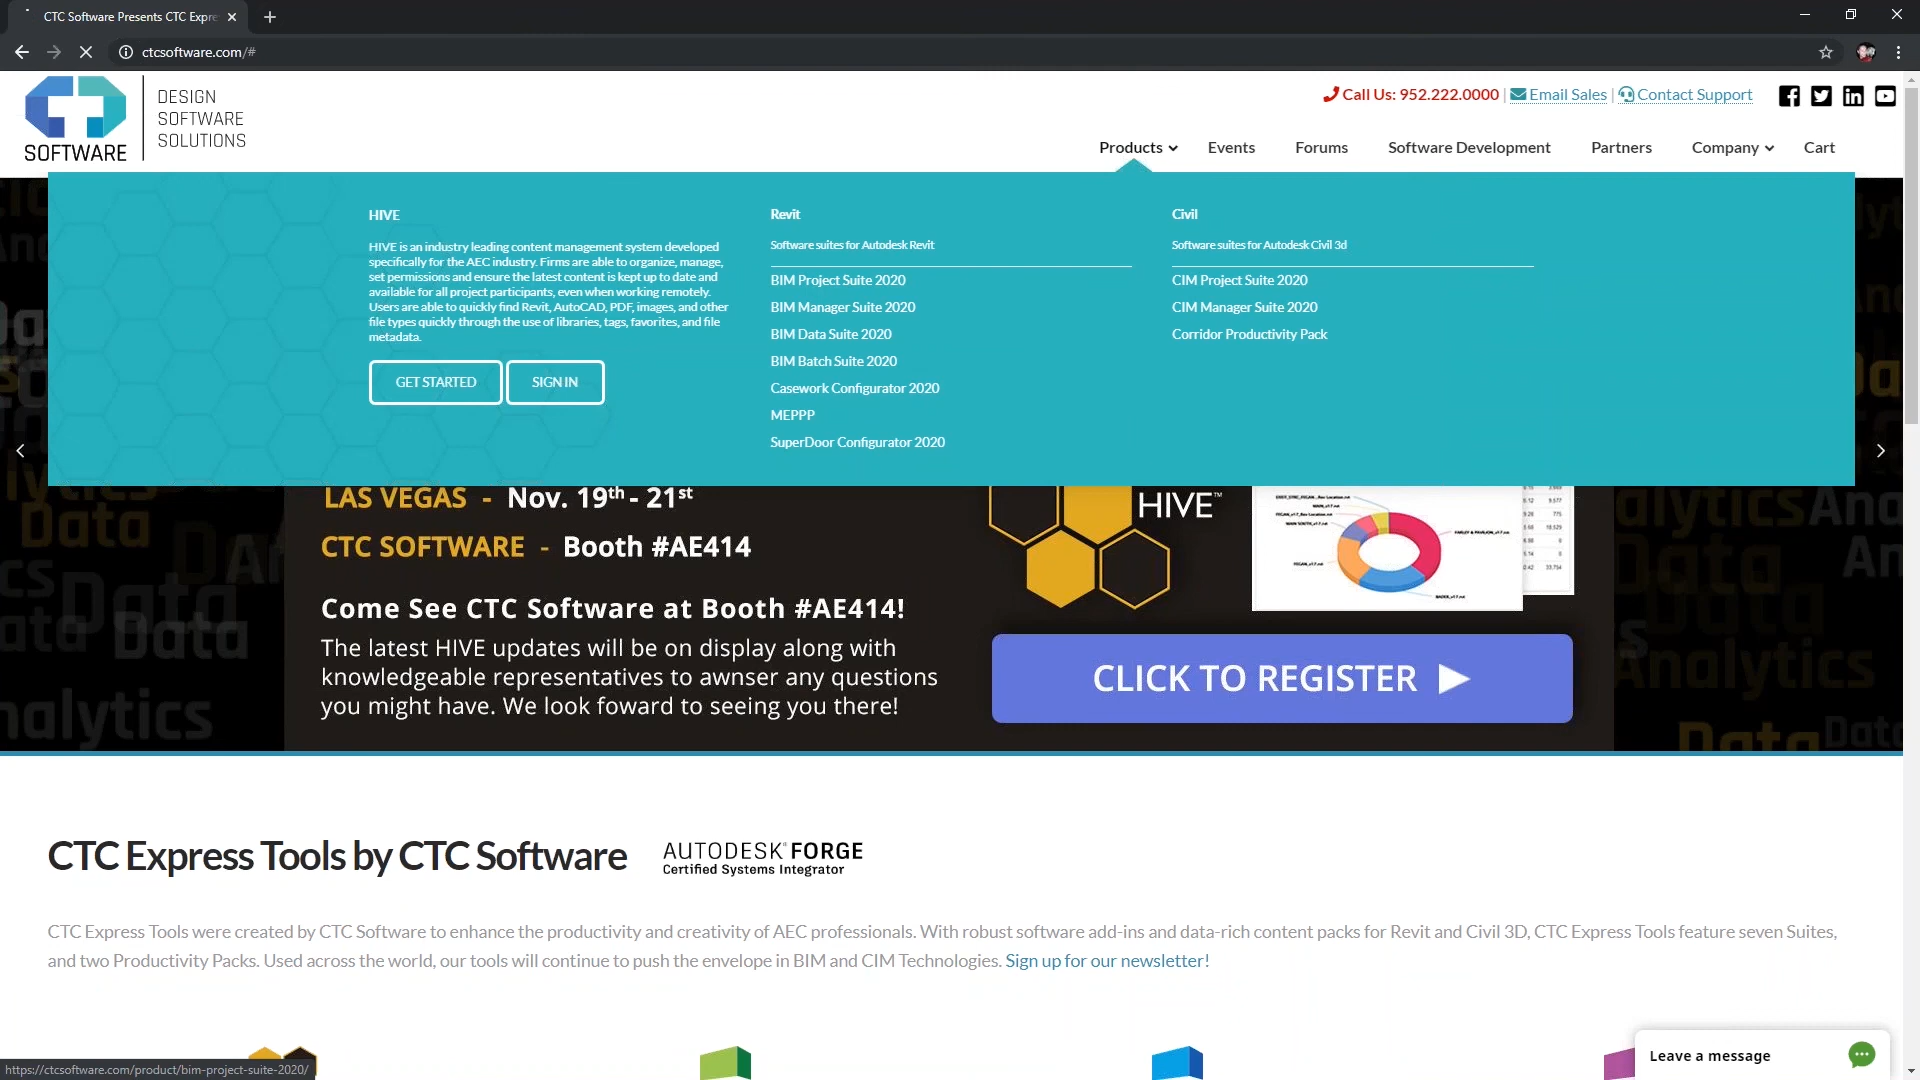 CTC Software Presents CTC Expre
ctcsoftware.com/#
SOFTWARE
DESIGN
SOFTWARE
SOLUTIONS
Call Us: 952.222.0000 | Email Sales | Contact Support
Products Events Forums Software Development Partners Company Cart
HIVE
HIVE is an industry leading content management system developed
specifically for the AEC industry. Firms are able to organize, manage,
set permissions and ensure the latest content is kept up to date and
available for all project participants, even when working remotely.
Users are able to quickly find Revit, AutoCAD, PDF, images, and other
file types quickly through the use of libraries, tags, favorites, and file
metadata.
GET STARTED SIGN IN
Revit
Software suites for Autodesk Revit
BIM Project Suite 2020
BIM Manager Suite 2020
BIM Data Suite 2020
BIM Batch Suite 2020
Casework Configurator 2020
MEPPP
SuperDoor Configurator 2020
Civil
Software suites for Autodesk Civil 3d
CIM Project Suite 2020
CIM Manager Suite 2020
Corridor Productivity Pack
LAS VEGAS - Nov. 19th - 21st
CTC SOFTWARE - Booth #AE414
Come See CTC Software at Booth #AE414!
The latest HIVE updates will be on display along with
knowledgeable representatives to awnser any questions
you might have. We look foward to seeing you there!
HIVE™
CLICK TO REGISTER
CTC Express Tools by CTC Software
AUTODESK® FORGE
Certified Systems Integrator
CTC Express Tools were created by CTC Software to enhance the productivity and creativity of AEC professionals. With robust software add-ins and data-rich content packs for Revit and Civil 3D, CTC Express Tools feature seven Suites,
and two Productivity Packs. Used across the world, our tools will continue to push the envelope in BIM and CIM Technologies. Sign up for our newsletter!
Leave a message
https://ctcsoftware.com/product/bim-project-suite-2020/